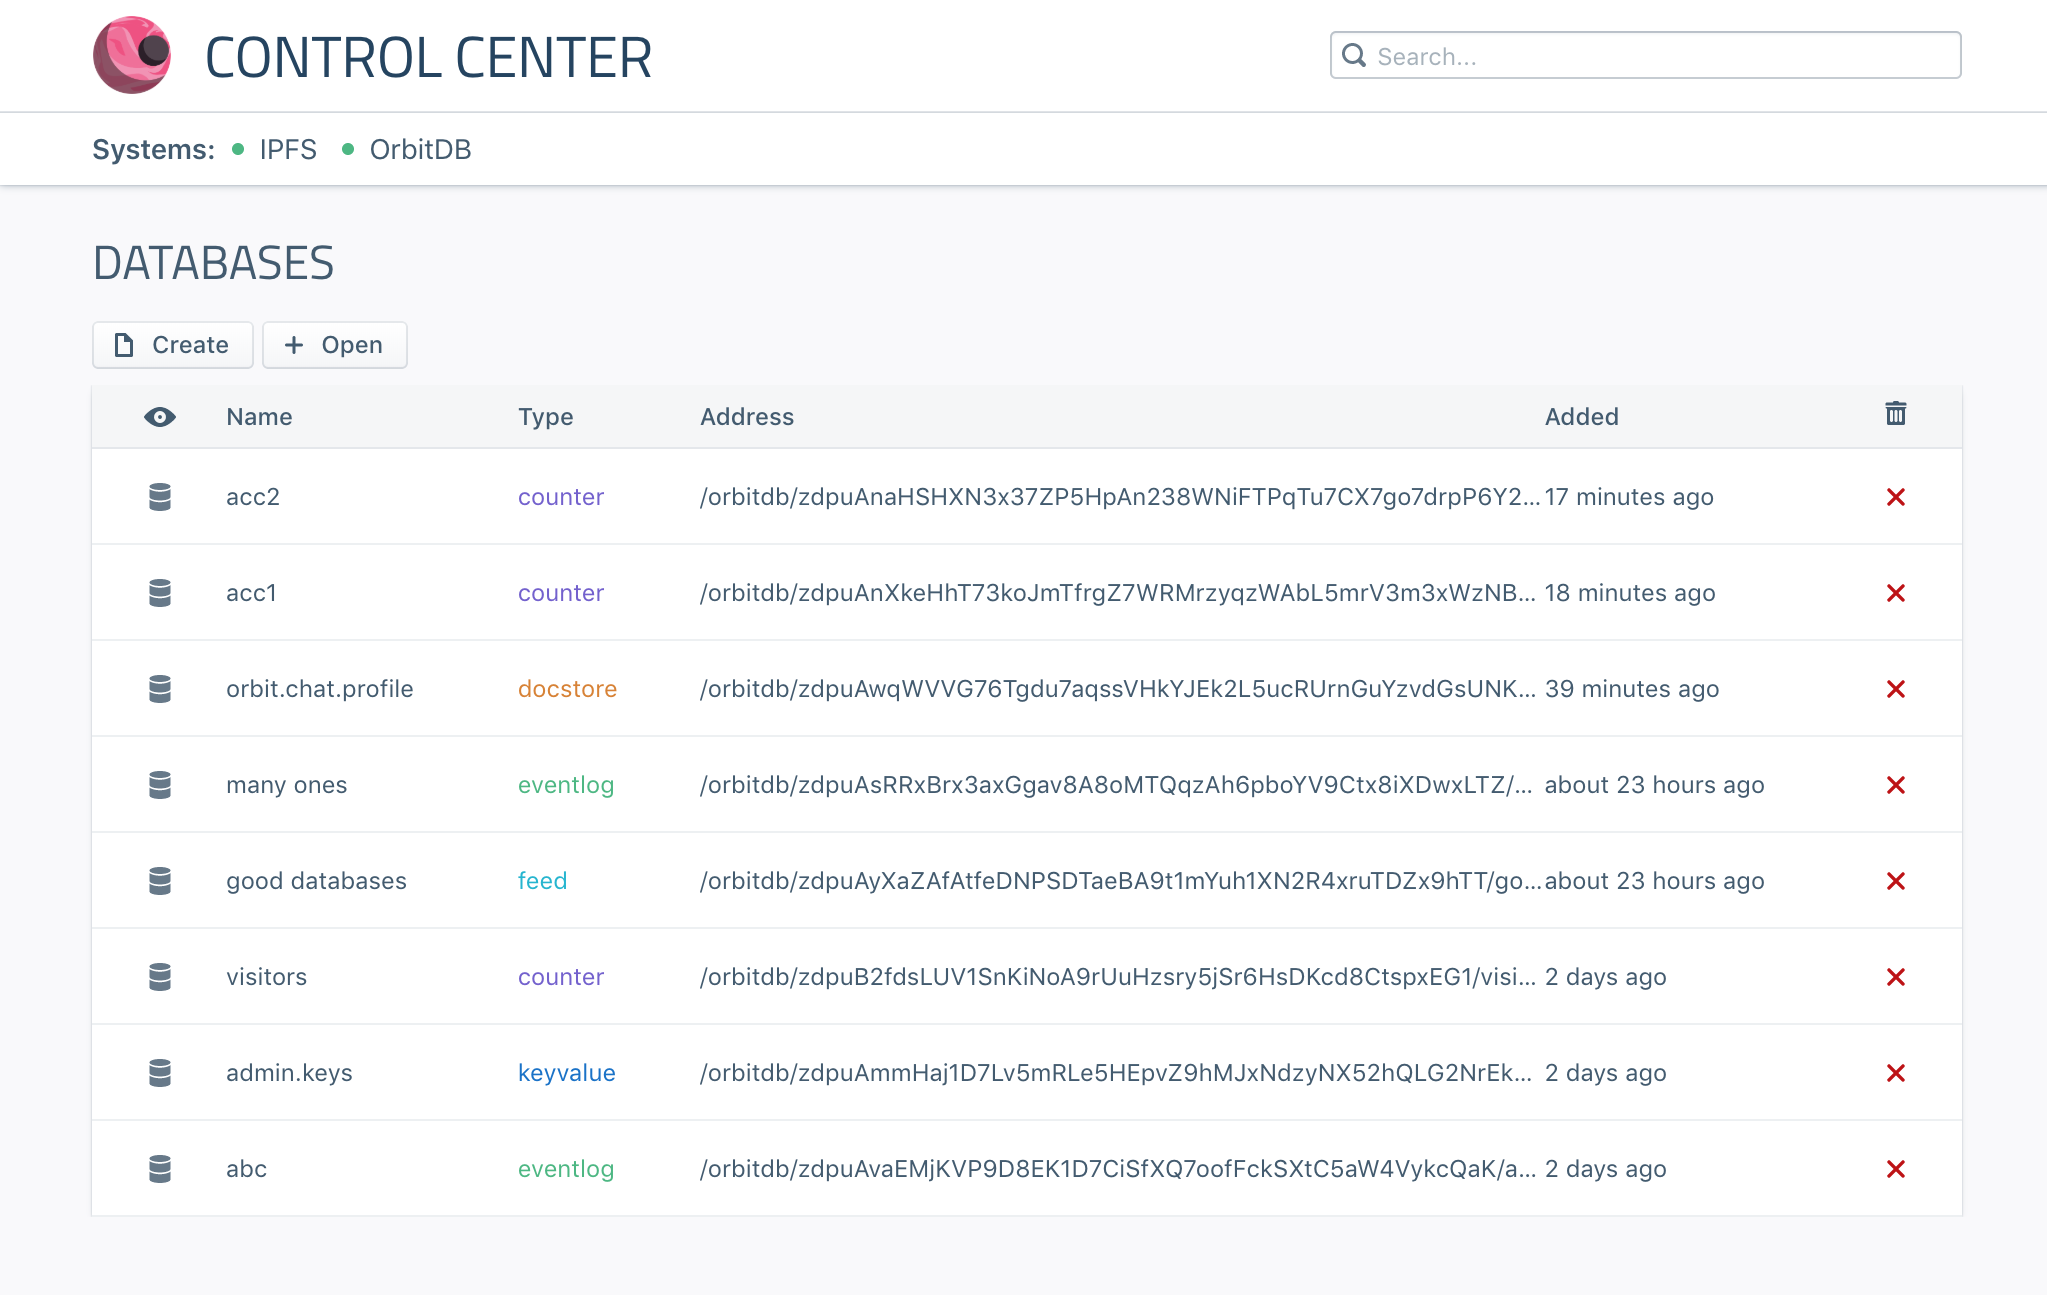 CONTROL CENTER
Search...
Systems: IPFS OrbitDB
DATABASES
Create Open
Name Type Address Added
acc2 counter /orbitdb/zdpuAnaHSHXN3x37ZP5HpAn238WNiFTPqTu7CX7go7drpP6Y2... 17 minutes ago
acc1 counter /orbitdb/zdpuAnXkeHhT73koJmTfrgZ7WRMrzyqzWAbL5mrV3m3xWzNB... 18 minutes ago
orbit.chat.profile docstore /orbitdb/zdpuAwqWVVG76Tgdu7aqssVHkYJEk2L5ucRUrnGuYzvdGsUNK... 39 minutes ago
many ones eventlog /orbitdb/zdpuAsRRxBrx3axGgav8A8oMTQqzAh6pboYV9Ctx8iXDwxLTZ/... about 23 hours ago
good databases feed /orbitdb/zdpuAyXaZAfAtfeDNPSDTaeBA9t1mYuh1XN2R4xruTDZx9hTT/go... about 23 hours ago
visitors counter /orbitdb/zdpuB2fdsLUV1SnKiNoA9rUuHzsry5jSr6HsDKcd8CtspxEG1/visi... 2 days ago
admin.keys keyvalue /orbitdb/zdpuAmmHaj1D7Lv5mRLe5HEpvZ9hMJxNdzyNX52hQLG2NrEk... 2 days ago
abc eventlog /orbitdb/zdpuAvaEMjKVP9D8EK1D7CiSfXQ7oofFckSXtC5aW4VykcQaK/a... 2 days ago